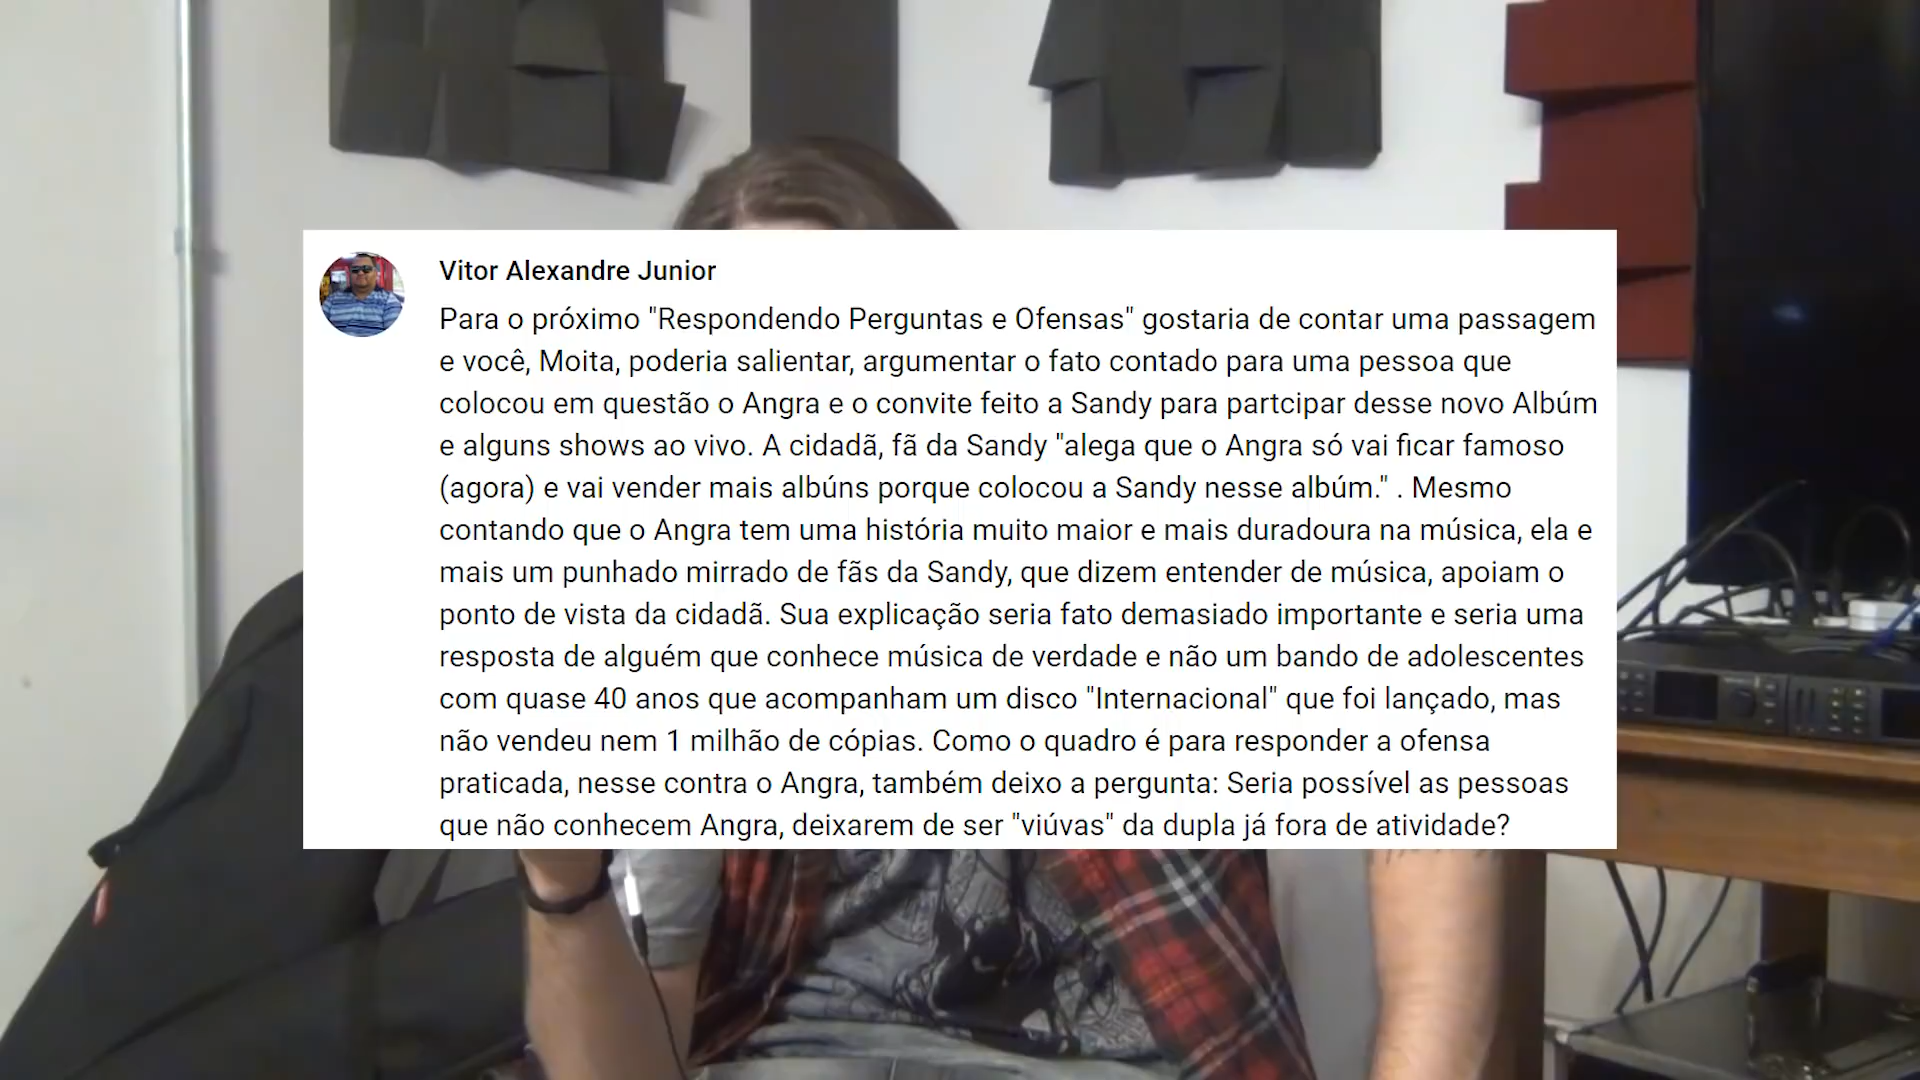 Vitor Alexandre Junior
Para o próximo "Respondendo Perguntas e Ofensas" gostaria de contar uma passagem
e você, Moita, poderia salientar, argumentar o fato contado para uma pessoa que
colocou em questão o Angra e o convite feito a Sandy para partcipar desse novo Albúm
e alguns shows ao vivo. A cidadã, fã da Sandy "alega que o Angra só vai ficar famoso
(agora) e vai vender mais albúns porque colocou a Sandy nesse albúm." . Mesmo
contando que o Angra tem uma história muito maior e mais duradoura na música, ela e
mais um punhado mirrado de fãs da Sandy, que dizem entender de música, apoiam o
ponto de vista da cidadã. Sua explicação seria fato demasiado importante e seria uma
resposta de alguém que conhece música de verdade e não um bando de adolescentes
com quase 40 anos que acompanham um disco "Internacional" que foi lançado, mas
não vendeu nem 1 milhão de cópias. Como o quadro é para responder a ofensa
praticada, nesse contra o Angra, também deixo a pergunta: Seria possível as pessoas
que não conhecem Angra, deixarem de ser "viúvas" da dupla já fora de atividade?